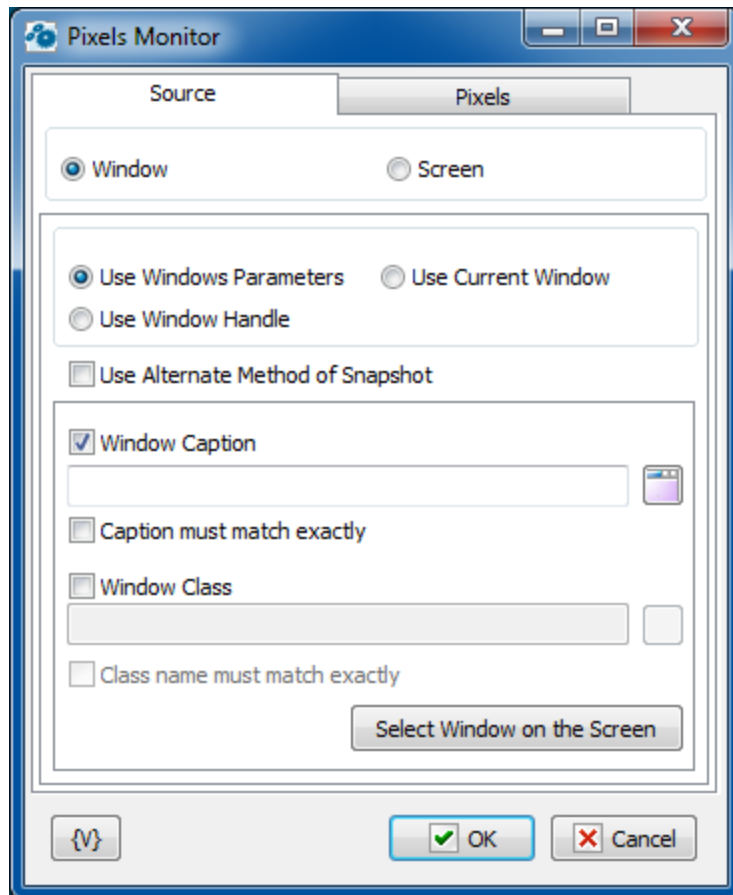 Pixels Monitor
Source Pixels
Window Screen
Use Windows Parameters Use Current Window
Use Window Handle
Use Alternate Method of Snapshot
Window Caption
Caption must match exactly
Window Class
Class name must match exactly
Select Window on the Screen
{V} OK Cancel